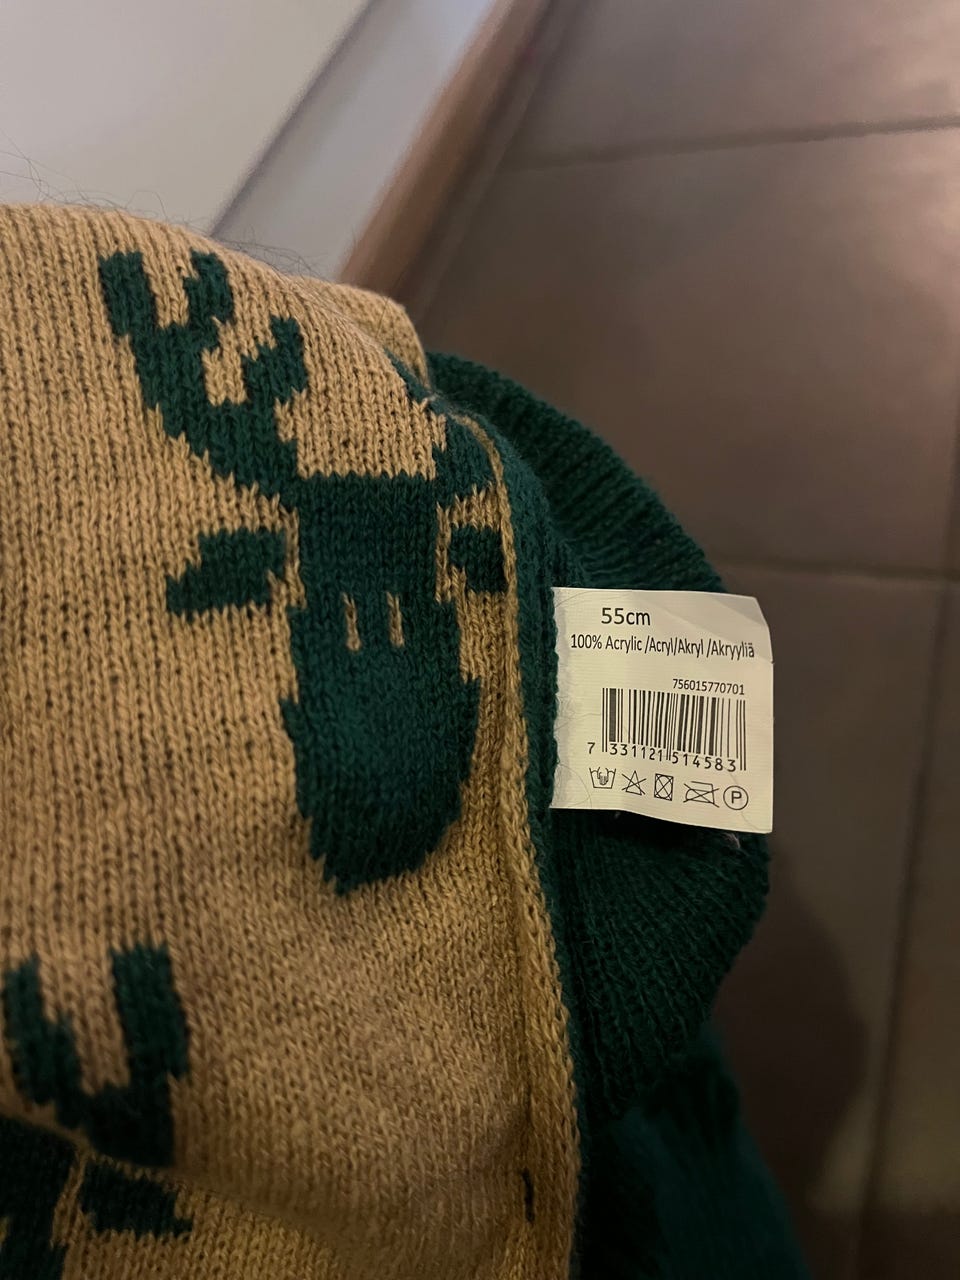 55cm
100% Acrylic /Acryl/Akryl /Akryyliä
756015770701
7 331121 514583
P